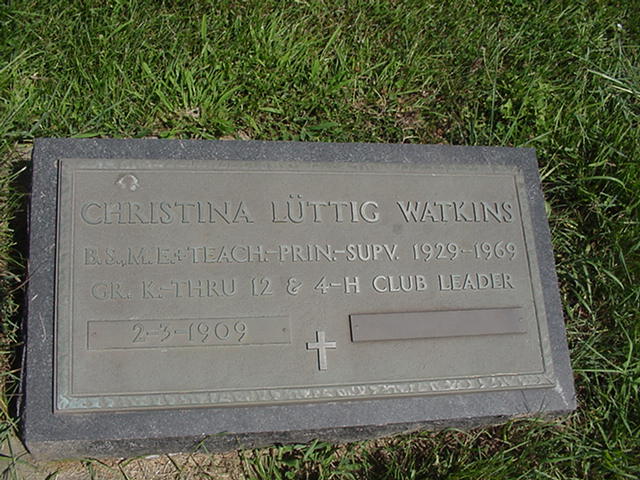 CHRISTINA LÜTTIG WATKINS
B.S., M.E.+TEACH.-PRIN.-SUPV. 1929-1969
GR. K.-THRU 12 & 4-H CLUB LEADER
2-3-1909